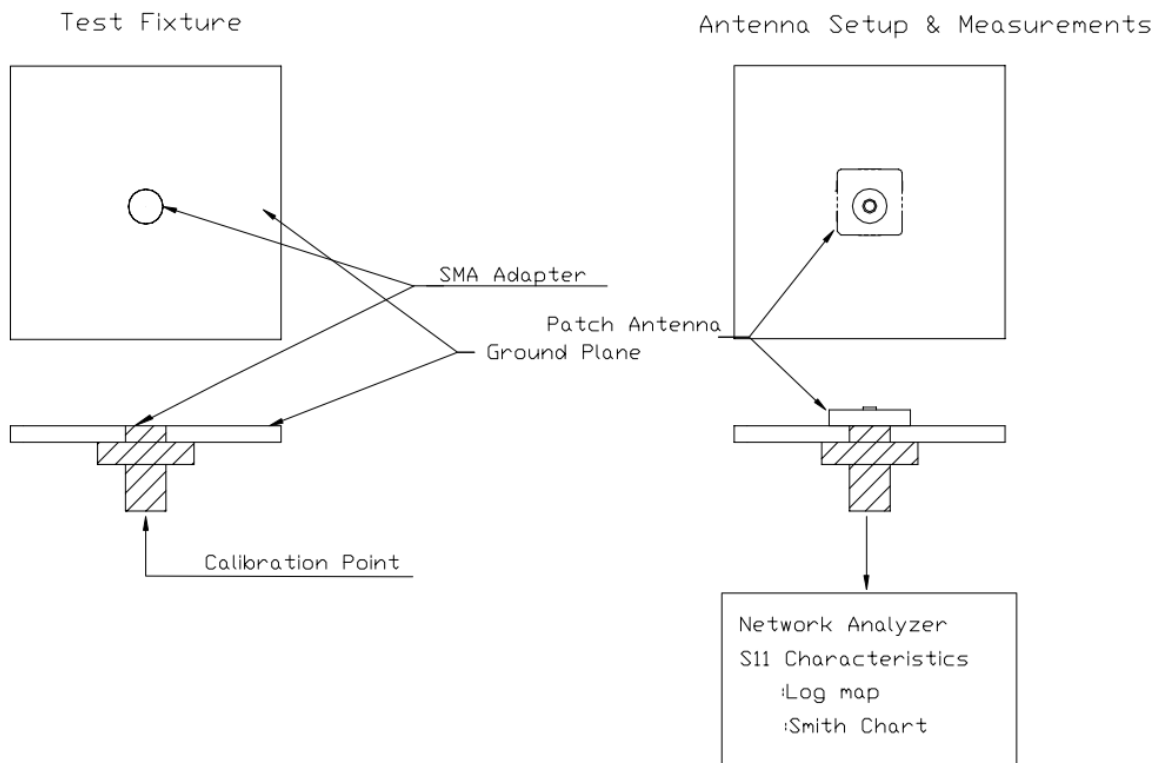 Test Fixture
Antenna Setup & Measurements
SMA Adapter
Patch Antenna
Ground Plane
Calibration Point
Network Analyzer
S11 Characteristics
:Log map
:Smith Chart